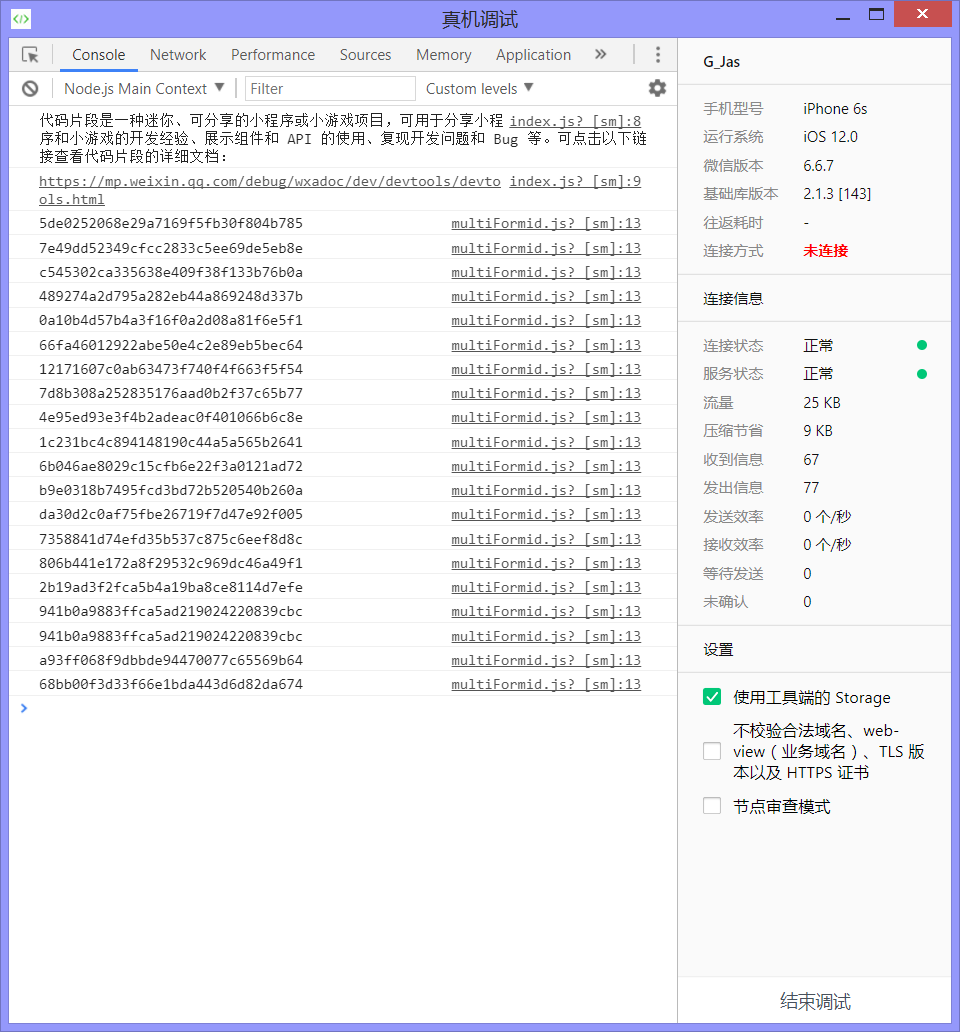 真机调试
Console Network Performance Sources Memory Application »
Node.js Main Context ▼ Filter Custom levels ▼
代码片段是一种迷你、可分享的小程序或小游戏项目，可用于分享小程 index.js? [sm]:8
序和小游戏的开发经验、展示组件和 API 的使用、复现开发问题和 Bug 等。可点击以下链
接查看代码片段的详细文档：
https://mp.weixin.qq.com/debug/wxadoc/dev/devtools/devto index.js? [sm]:9
ols.html
5de0252068e29a7169f5fb30f804b785 multiFormid.js? [sm]:13
7e49dd52349cfcc2833c5ee69de5eb8e multiFormid.js? [sm]:13
c545302ca335638e409f38f133b76b0a multiFormid.js? [sm]:13
489274a2d795a282eb44a869248d337b multiFormid.js? [sm]:13
0a10b4d57b4a3f16f0a2d08a81f6e5f1 multiFormid.js? [sm]:13
66fa46012922abe50e4c2e89eb5bec64 multiFormid.js? [sm]:13
12171607c0ab63473f740f4f663f5f54 multiFormid.js? [sm]:13
7d8b308a252835176aad0b2f37c65b77 multiFormid.js? [sm]:13
4e95ed93e3f4b2adeac0f401066b6c8e multiFormid.js? [sm]:13
1c231bc4c894148190c44a5a565b2641 multiFormid.js? [sm]:13
6b046ae8029c15cfb6e22f3a0121ad72 multiFormid.js? [sm]:13
b9e0318b7495fcd3bd72b520540b260a multiFormid.js? [sm]:13
da30d2c0af75fbe26719f7d47e92f005 multiFormid.js? [sm]:13
7358841d74efd35b537c875c6eef8d8c multiFormid.js? [sm]:13
806b441e172a8f29532c969dc46a49f1 multiFormid.js? [sm]:13
2b19ad3f2fca5b4a19ba8ce8114d7efe multiFormid.js? [sm]:13
941b0a9883ffca5ad219024220839cbc multiFormid.js? [sm]:13
941b0a9883ffca5ad219024220839cbc multiFormid.js? [sm]:13
a93ff068f9dbbde94470077c65569b64 multiFormid.js? [sm]:13
68bb00f3d33f66e1bda443d6d82da674 multiFormid.js? [sm]:13
G_Jas
手机型号 iPhone 6s
运行系统 iOS 12.0
微信版本 6.6.7
基础库版本 2.1.3 [143]
往返耗时 -
连接方式 未连接
连接信息
连接状态 正常
服务状态 正常
流量 25 KB
压缩节省 9 KB
收到信息 67
发出信息 77
发送效率 0 个/秒
接收效率 0 个/秒
等待发送 0
未确认 0
设置
使用工具端的 Storage
不校验合法域名、web-
view（业务域名）、TLS 版
本以及 HTTPS 证书
节点审查模式
结束调试